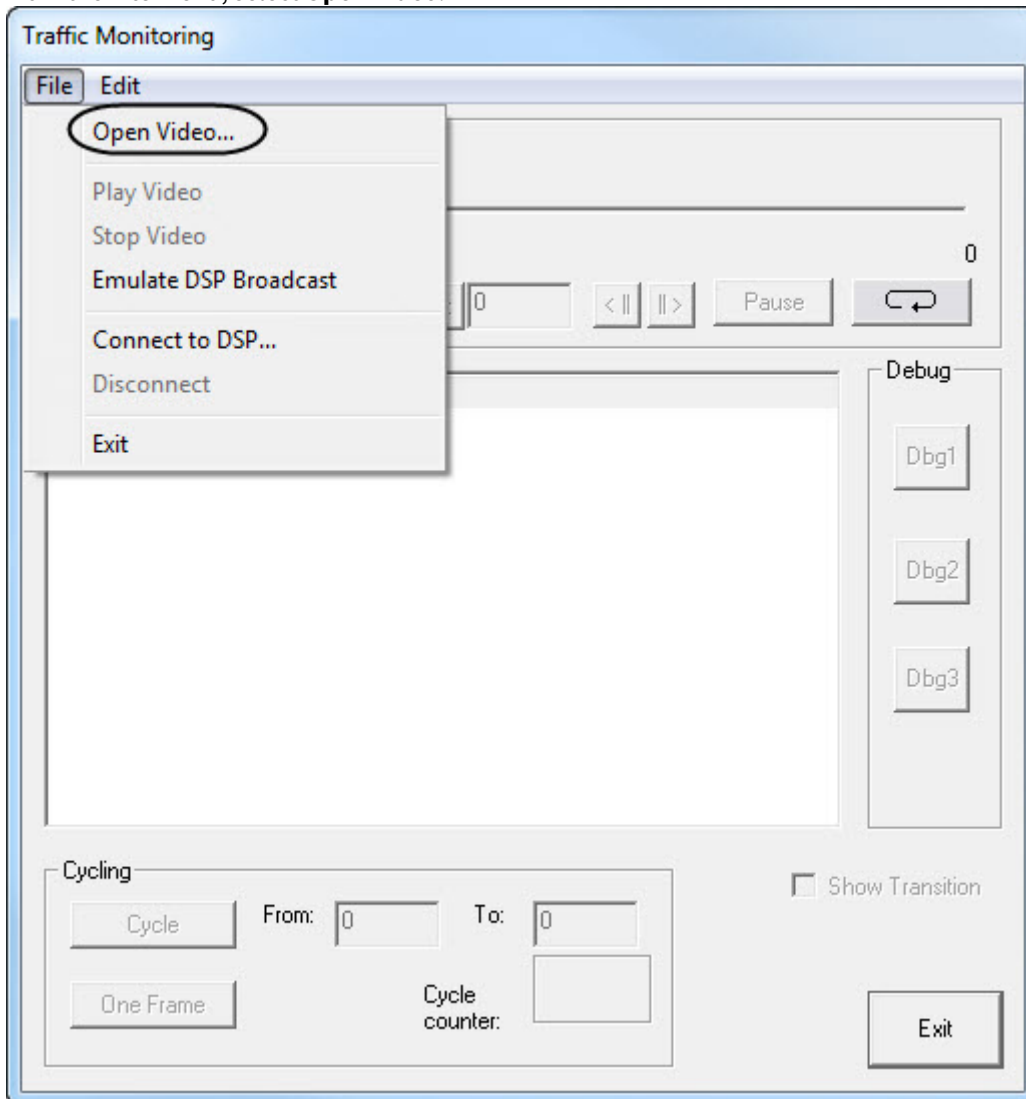 Traffic Monitoring
File Edit
Open Video...
Play Video
Stop Video
Emulate DSP Broadcast
Connect to DSP...
Disconnect
Exit
0
0
< ||
|| >
Pause
Debug
Dbg1
Dbg2
Dbg3
Cycling
Cycle
From: 0
To: 0
One Frame
Cycle
counter:
Show Transition
Exit